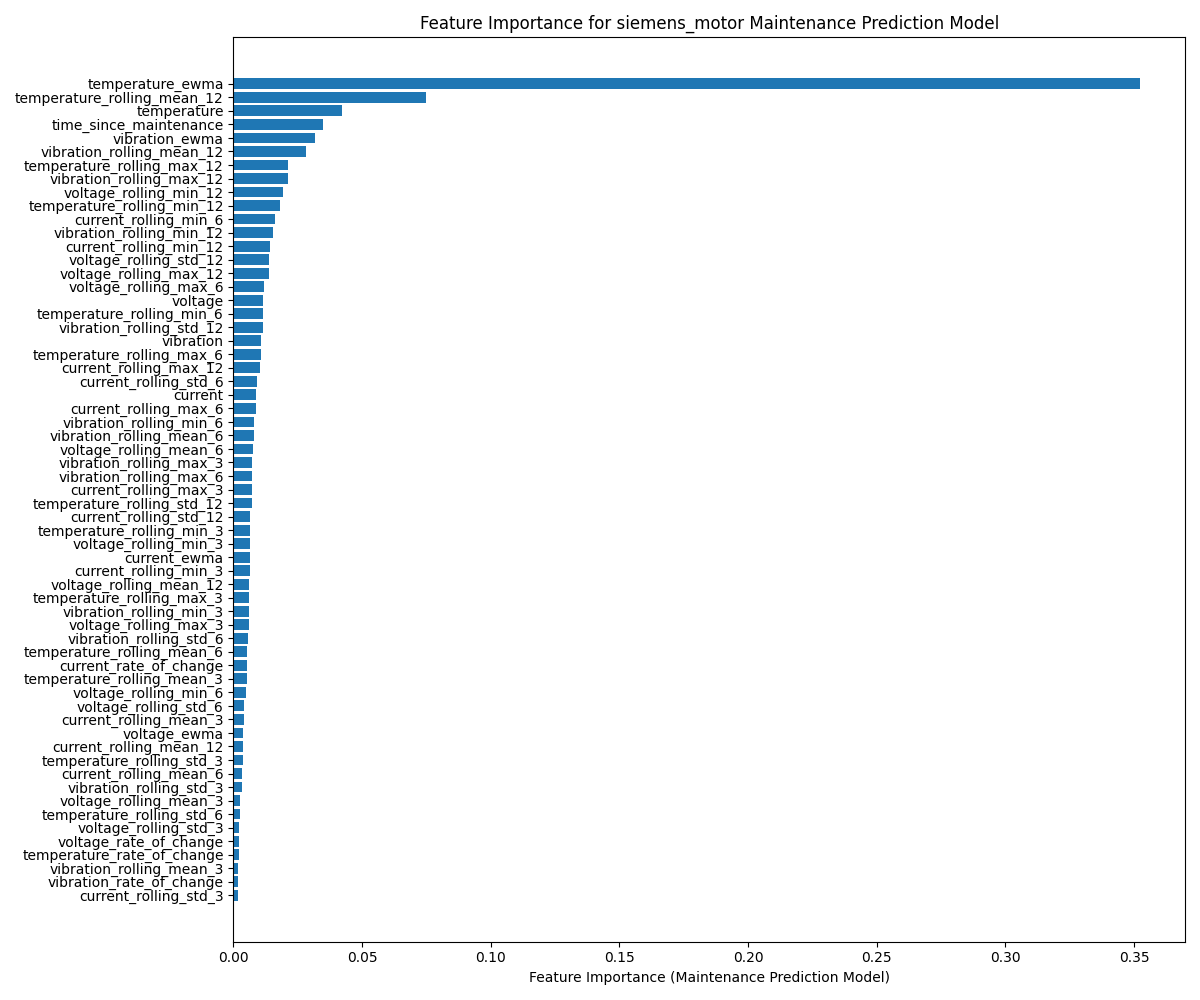 Feature Importance for siemens_motor Maintenance Prediction Model
temperature_ewma
temperature_rolling_mean_12
temperature
time_since_maintenance
vibration_ewma
vibration_rolling_mean_12
temperature_rolling_max_12
vibration_rolling_max_12
voltage_rolling_min_12
temperature_rolling_min_12
current_rolling_min_6
vibration_rolling_min_12
current_rolling_min_12
voltage_rolling_std_12
voltage_rolling_max_12
voltage_rolling_max_6
voltage
temperature_rolling_min_6
vibration_rolling_std_12
vibration
temperature_rolling_max_6
current_rolling_max_12
current_rolling_std_6
current
current_rolling_max_6
vibration_rolling_min_6
vibration_rolling_mean_6
voltage_rolling_mean_6
vibration_rolling_max_3
vibration_rolling_max_6
current_rolling_max_3
temperature_rolling_std_12
current_rolling_std_12
temperature_rolling_min_3
voltage_rolling_min_3
current_ewma
current_rolling_min_3
voltage_rolling_mean_12
temperature_rolling_max_3
vibration_rolling_min_3
voltage_rolling_max_3
vibration_rolling_std_6
temperature_rolling_mean_6
current_rate_of_change
temperature_rolling_mean_3
voltage_rolling_min_6
voltage_rolling_std_6
current_rolling_mean_3
voltage_ewma
current_rolling_mean_12
temperature_rolling_std_3
current_rolling_mean_6
vibration_rolling_std_3
voltage_rolling_mean_3
temperature_rolling_std_6
voltage_rolling_std_3
voltage_rate_of_change
temperature_rate_of_change
vibration_rolling_mean_3
vibration_rate_of_change
current_rolling_std_3
0.00 0.05 0.10 0.15 0.20 0.25 0.30 0.35
Feature Importance (Maintenance Prediction Model)